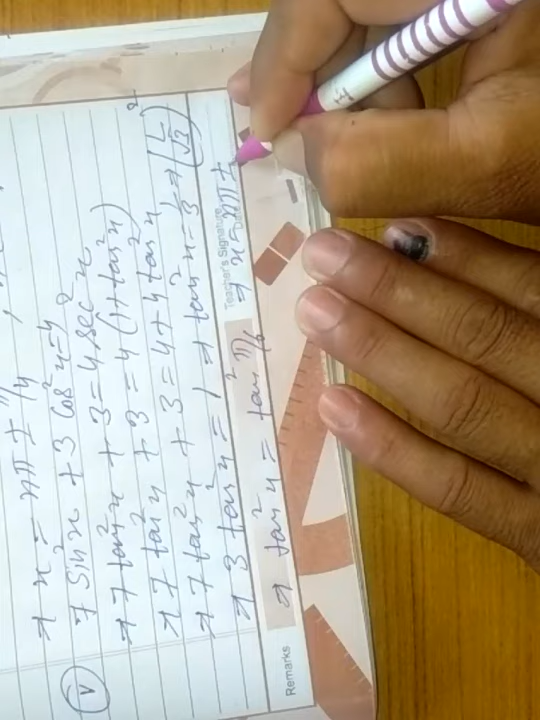 ⇒ x = nπ ± π/4
(v) 7 sin²x + 3 cos²x = 4
⇒ 7 tan²x + 3 = 4 sec²x
⇒ 7 tan²x + 3 = 4 (1 + tan²x)
⇒ 7 tan²x + 3 = 4 + 4 tan²x
⇒ 3 tan²x = 1 ⇒ tan²x = 1/3 ⇒ (1/√3)²
⇒ tan²x = tan²π/6 ⇒ x = nπ ±
Remarks
Teacher's Signature